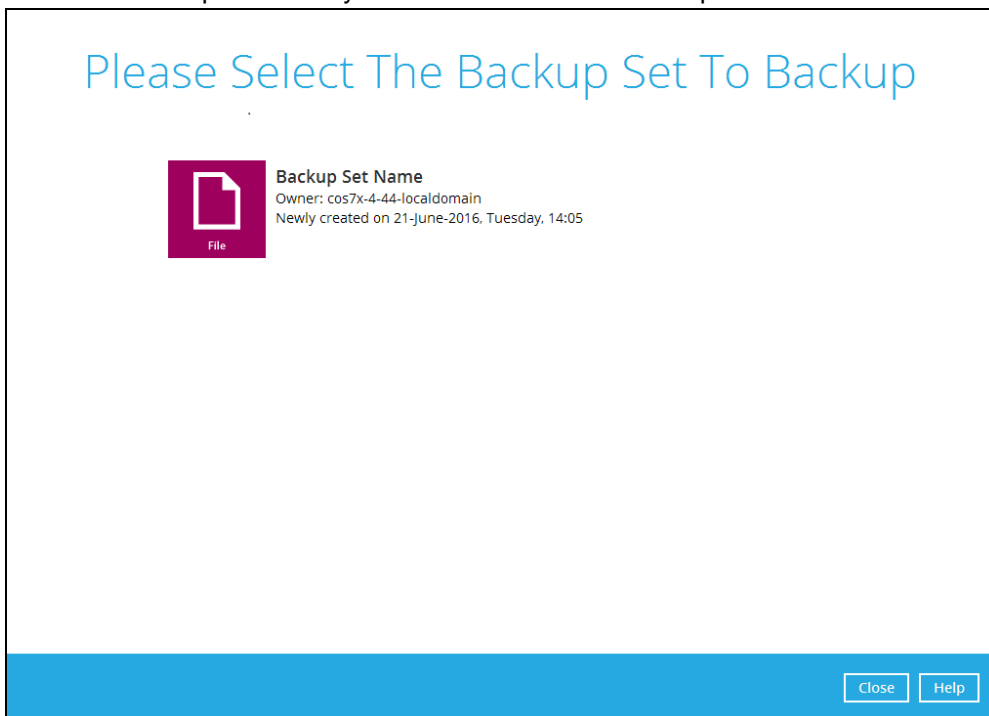 Please Select The Backup Set To Backup
Backup Set Name
Owner: cos7x-4-44-localdomain
Newly created on 21-June-2016, Tuesday, 14:05
File
Close Help